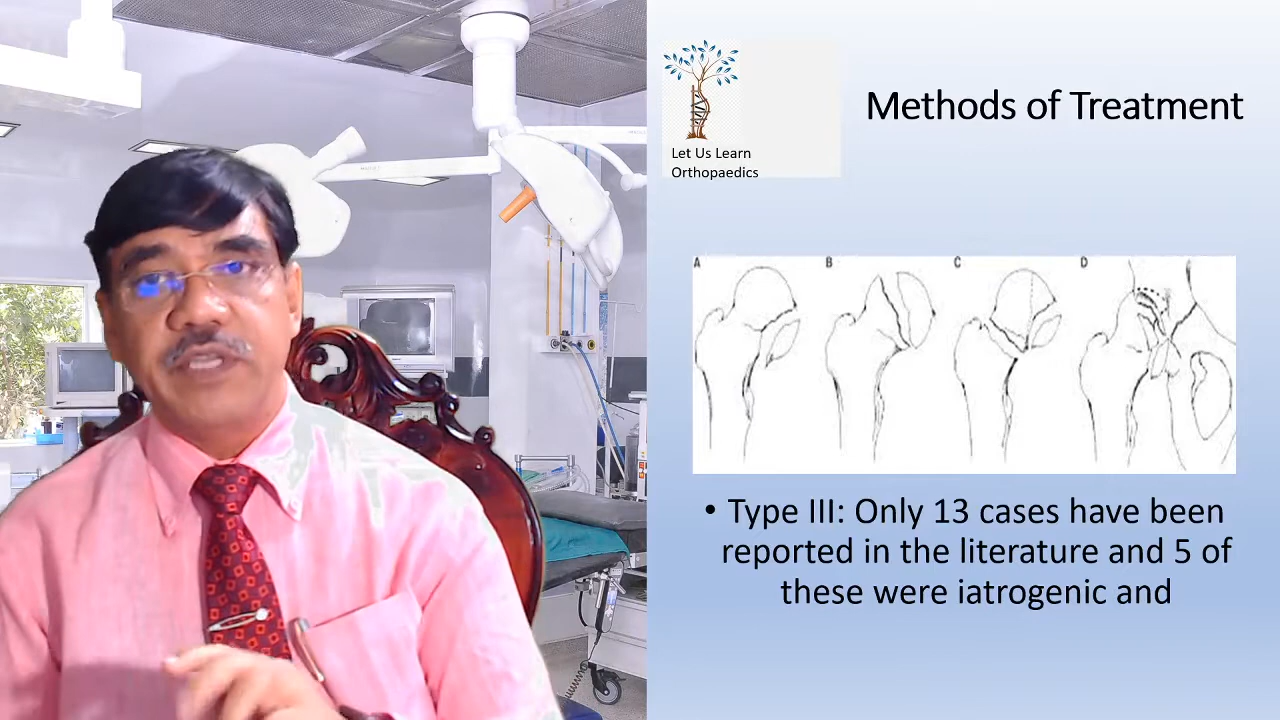 Let Us Learn
Orthopaedics
Methods of Treatment
A B C D
• Type III: Only 13 cases have been
reported in the literature and 5 of
these were iatrogenic and